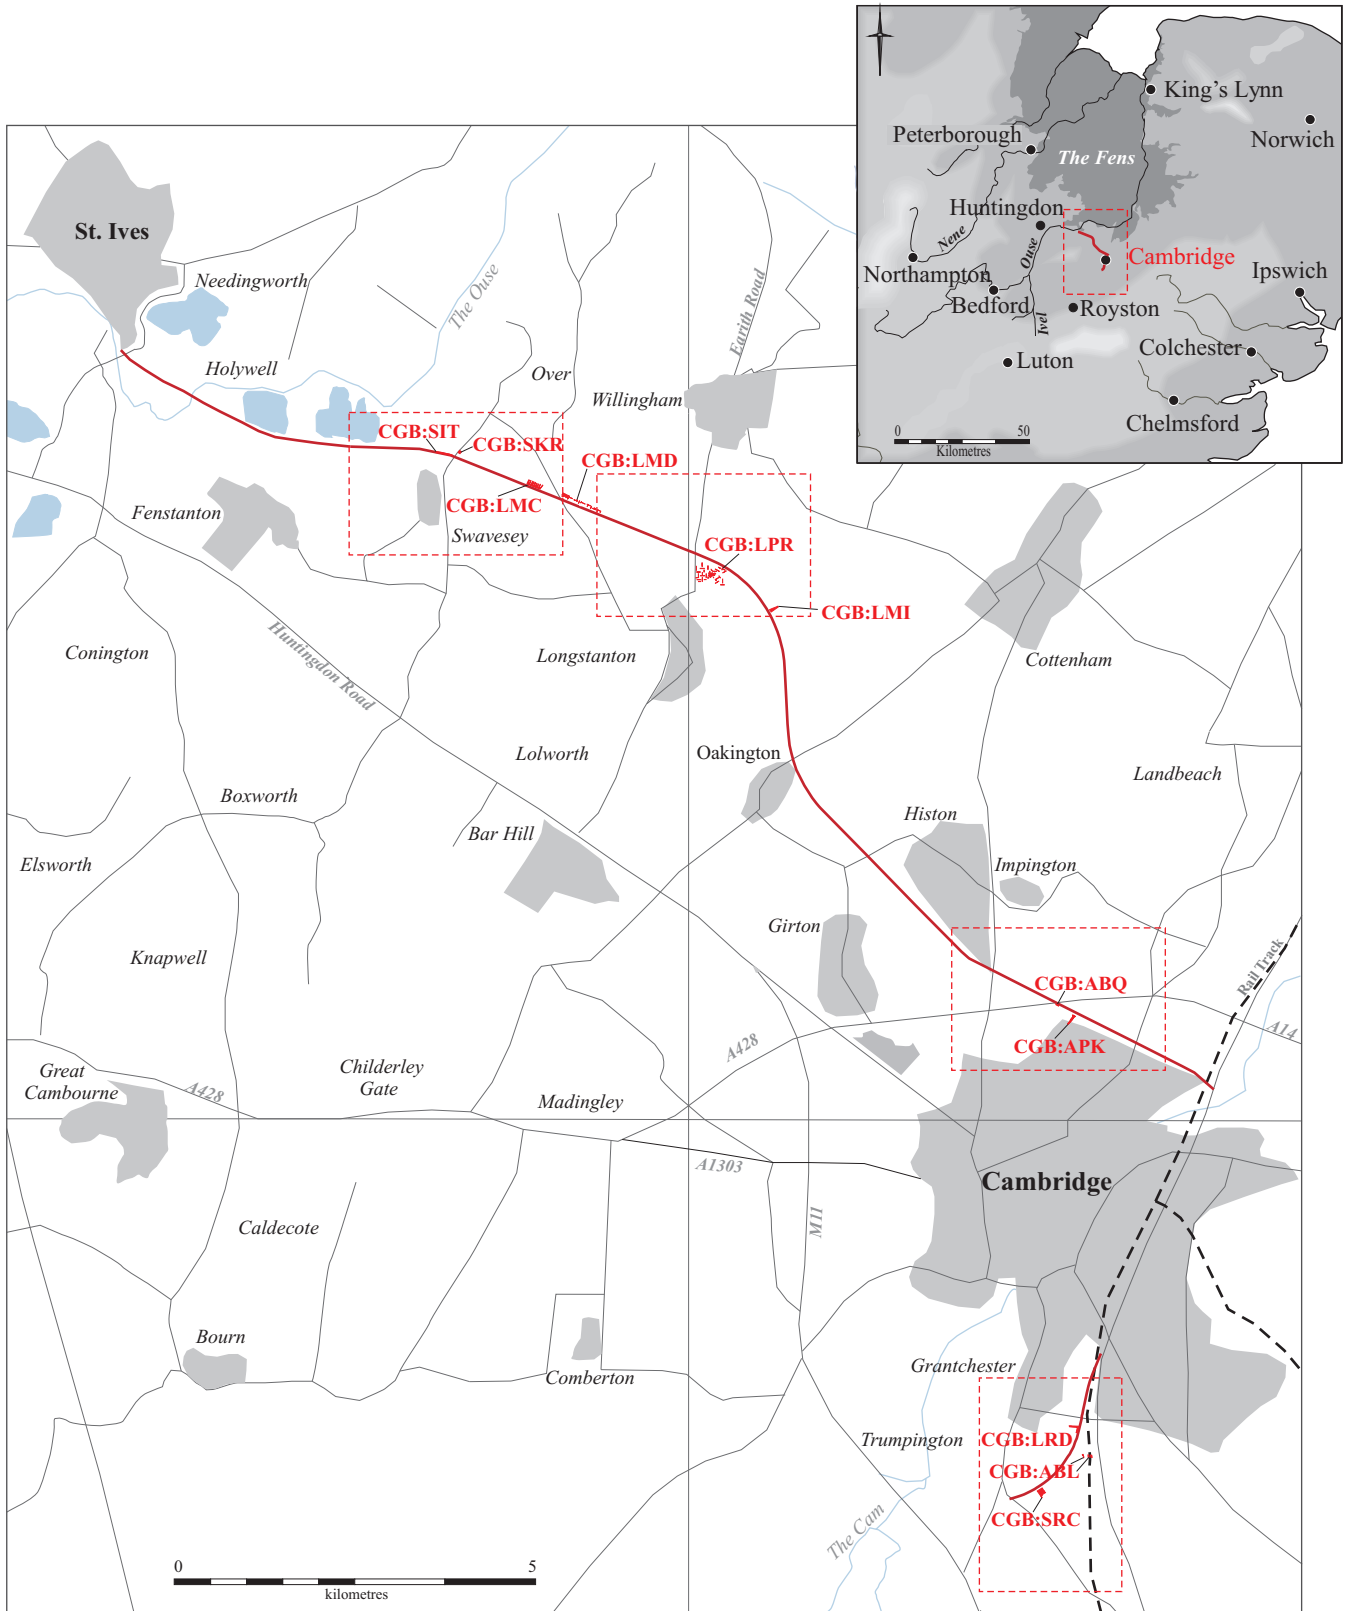 King's Lynn
Norwich
Peterborough
The Fens
Huntingdon
Nene
Ouse
Cambridge
Northampton
Bedford
Ivel
Royston
Ipswich
Luton
Colchester
Chelmsford
0 50
Kilometres
St. Ives
Needingworth
The Ouse
Earith Road
Holywell
Over
Willingham
CGB:SIT
CGB:SKR
CGB:LMD
CGB:LMC
Fenstanton
Swavesey
CGB:LPR
CGB:LMI
Conington
Huntingdon Road
Longstanton
Cottenham
Lolworth
Oakington
Landbeach
Boxworth
Bar Hill
Histon
Elsworth
Impington
Girton
Knapwell
Rail Track
CGB:ABQ
A14
CGB:APK
A428
Great
Cambourne
A428
Childerley
Gate
Madingley
A1303
Cambridge
M11
Caldecote
Bourn
Comberton
Grantchester
Trumpington
CGB:LRD
CGB:ABL
CGB:SRC
The Cam
0 5
kilometres